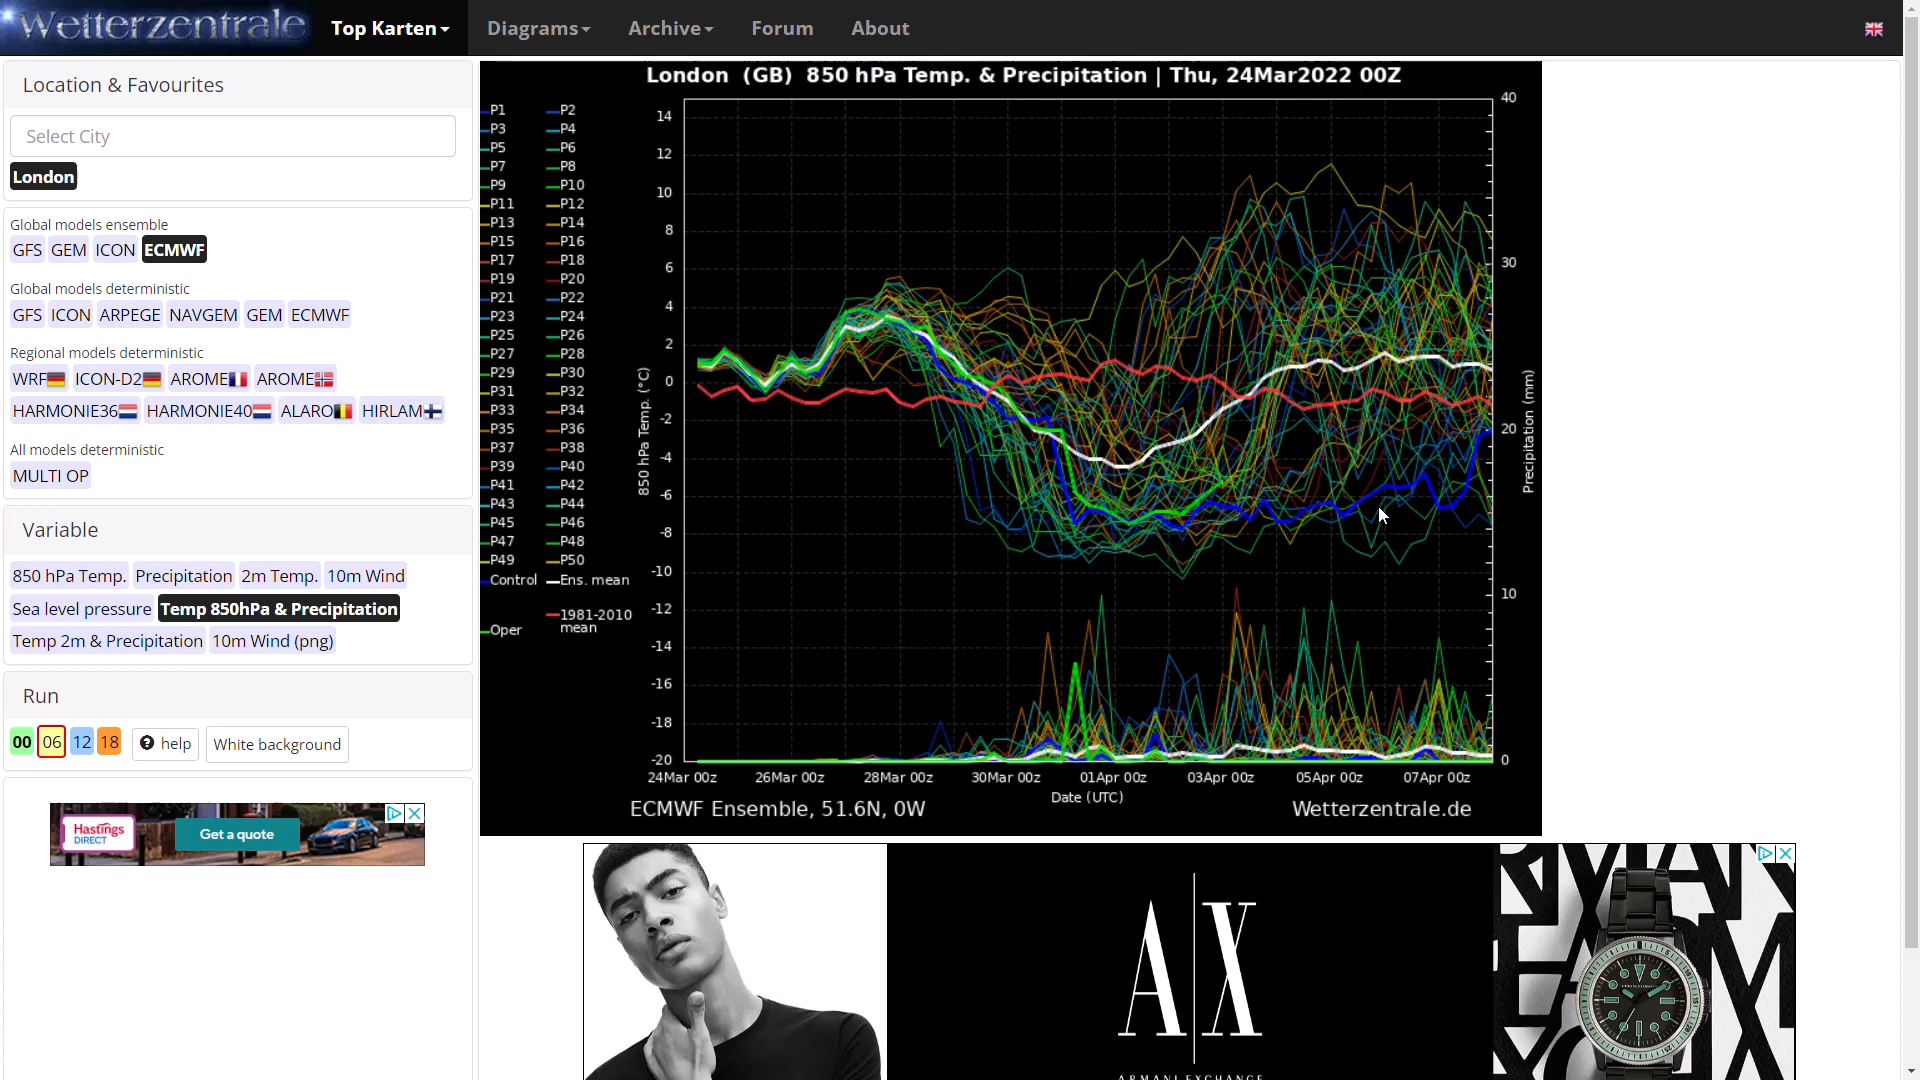 Wetterzentrale
Top Karten
Diagrams
Archive
Forum
About
Location & Favourites
Select City
London
Global models ensemble
GFS GEM ICON ECMWF
Global models deterministic
GFS ICON ARPEGE NAVGEM GEM ECMWF
Regional models deterministic
WRF ICON-D2 AROME AROME
HARMONIE36 HARMONIE40 ALARO HIRLAM
All models deterministic
MULTI OP
Variable
850 hPa Temp. Precipitation 2m Temp. 10m Wind
Sea level pressure Temp 850hPa & Precipitation
Temp 2m & Precipitation 10m Wind (png)
Run
00 06 12 18 help White background
Hastings
DIRECT
Get a quote
London (GB) 850 hPa Temp. & Precipitation | Thu, 24Mar2022 00Z
P1 P2
P3 P4
P5 P6
P7 P8
P9 P10
P11 P12
P13 P14
P15 P16
P17 P18
P19 P20
P21 P22
P23 P24
P25 P26
P27 P28
P29 P30
P31 P32
P33 P34
P35 P36
P37 P38
P39 P40
P41 P42
P43 P44
P45 P46
P47 P48
P49 P50
Control Ens. mean
1981-2010
mean
Oper
850 hPa Temp. (°C)
14
12
10
8
6
4
2
0
-2
-4
-6
-8
-10
-12
-14
-16
-18
-20
40
30
20
10
0
Precipitation (mm)
24Mar 00z 26Mar 00z 28Mar 00z 30Mar 00z 01Apr 00z 03Apr 00z 05Apr 00z 07Apr 00z
Date (UTC)
ECMWF Ensemble, 51.6N, 0W
Wetterzentrale.de
A|X
ARMANI EXCHANGE